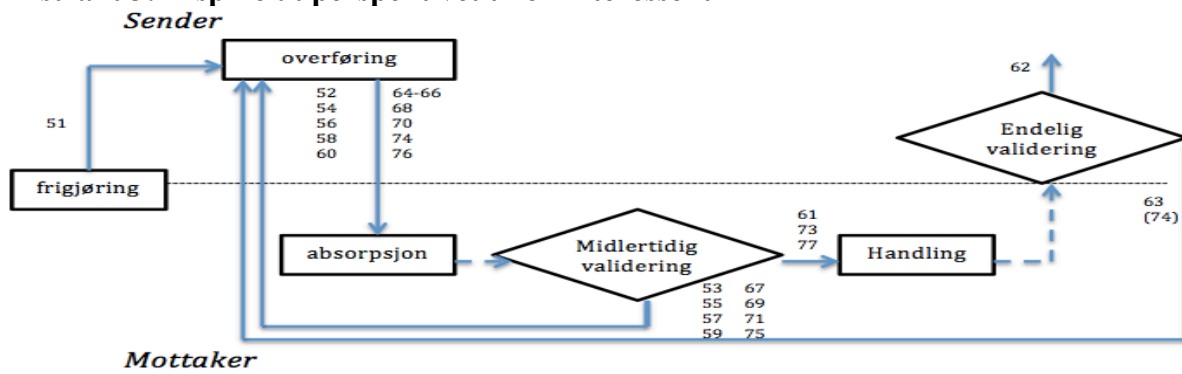 Sender
overføring
62
52 64-66
54 68
56 70
58 74
60 76
51
Endelig
validering
frigjøring
63
(74)
61
73
77
absorpsjon
Midlertidig
validering
Handling
53 67
55 69
57 71
59 75
Mottaker